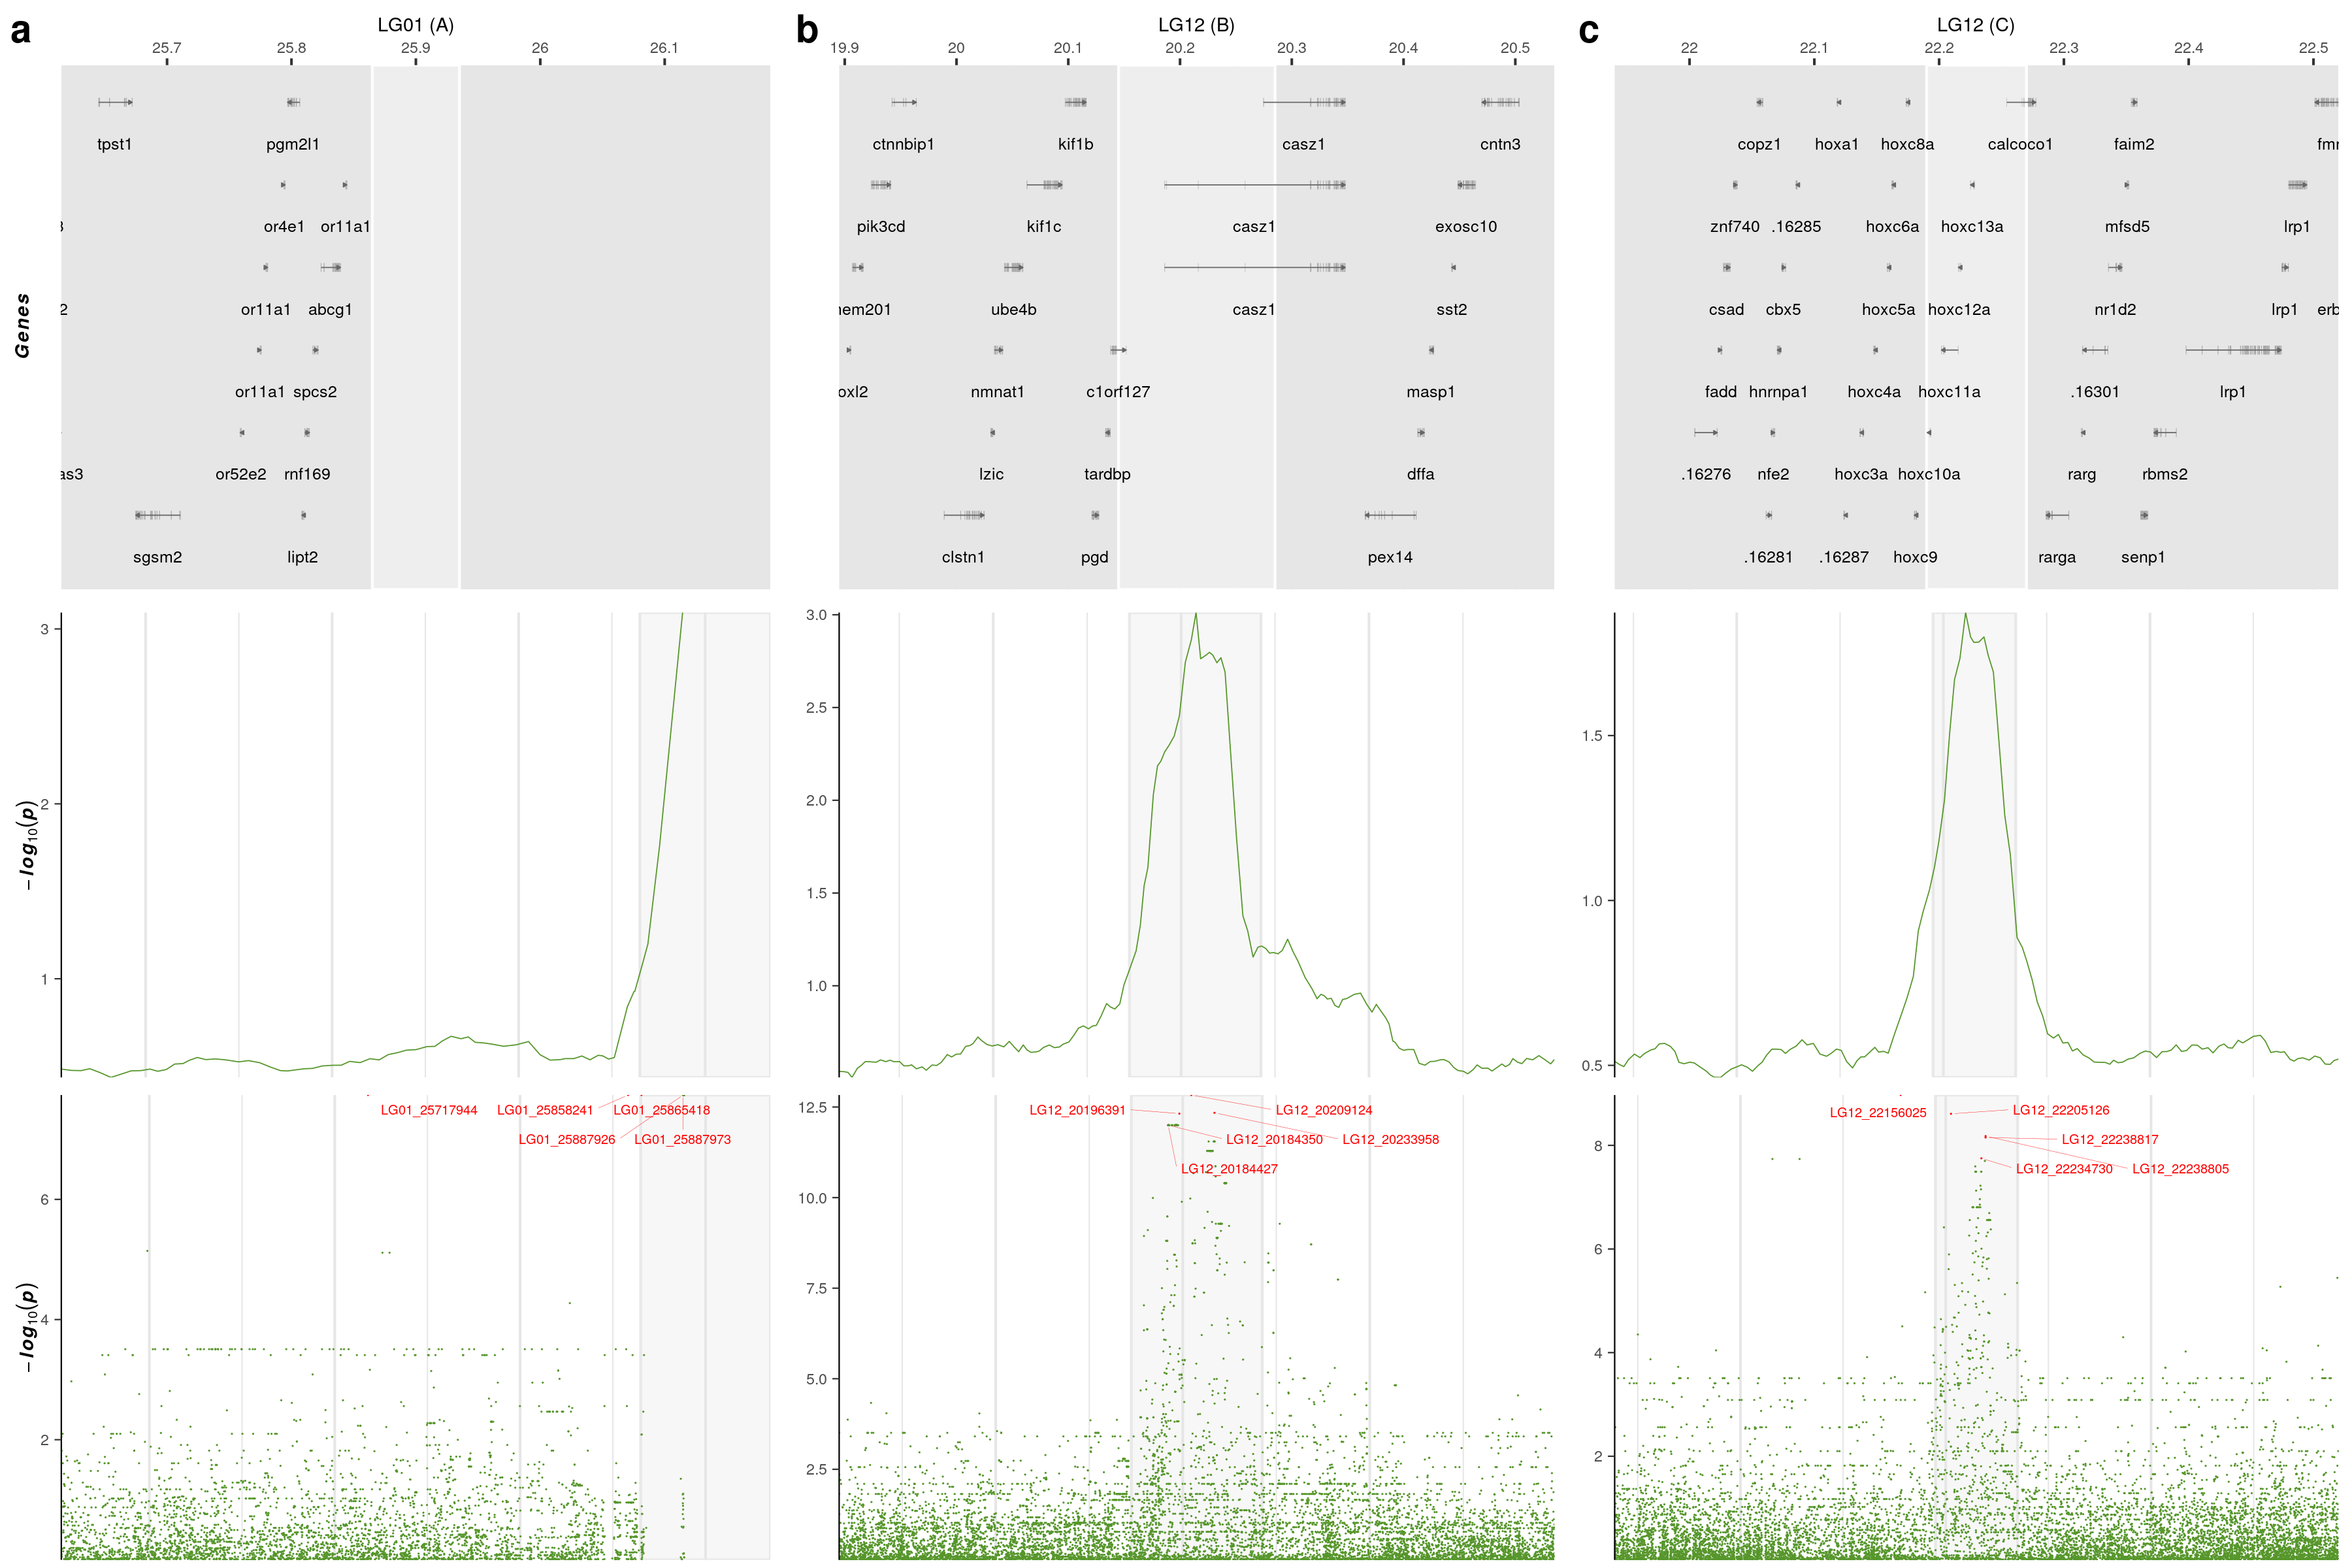 a LG01 (A)
25.7 25.8 25.9 26 26.1
tpst1 pgm2l1
3 or4e1 or11a1
2 or11a1 abcg1
or11a1 spcs2
as3 or52e2 rnf169
sgsm2 lipt2
Genes
b LG12 (B)
19.9 20 20.1 20.2 20.3 20.4 20.5
ctnnbip1 kif1b casz1 cntn3
pik3cd kif1c casz1 exosc10
nem201 ube4b casz1 sst2
oxl2 nmnat1 c1orf127 masp1
lzic tardbp dffa
clstn1 pgd pex14
c LG12 (C)
22 22.1 22.2 22.3 22.4 22.5
copz1 hoxa1 hoxc8a calcoco1 faim2 fmr
znf740 .16285 hoxc6a hoxc13a mfsd5 lrp1
csad cbx5 hoxc5a hoxc12a nr1d2 lrp1 erb
fadd hnrnpa1 hoxc4a hoxc11a .16301 lrp1
.16276 nfe2 hoxc3a hoxc10a rarg rbms2
.16281 .16287 hoxc9 rarga senp1
−log10(p)
3
2
1
3.0
2.5
2.0
1.5
1.0
1.5
1.0
0.5
−log10(p)
6
4
2
LG01_25717944 LG01_25858241 LG01_25865418
LG01_25887926 LG01_25887973
12.5
10.0
7.5
5.0
2.5
LG12_20196391 LG12_20209124
LG12_20184350 LG12_20233958
LG12_20184427
8
6
4
2
LG12_22156025 LG12_22205126
LG12_22238817
LG12_22234730 LG12_22238805